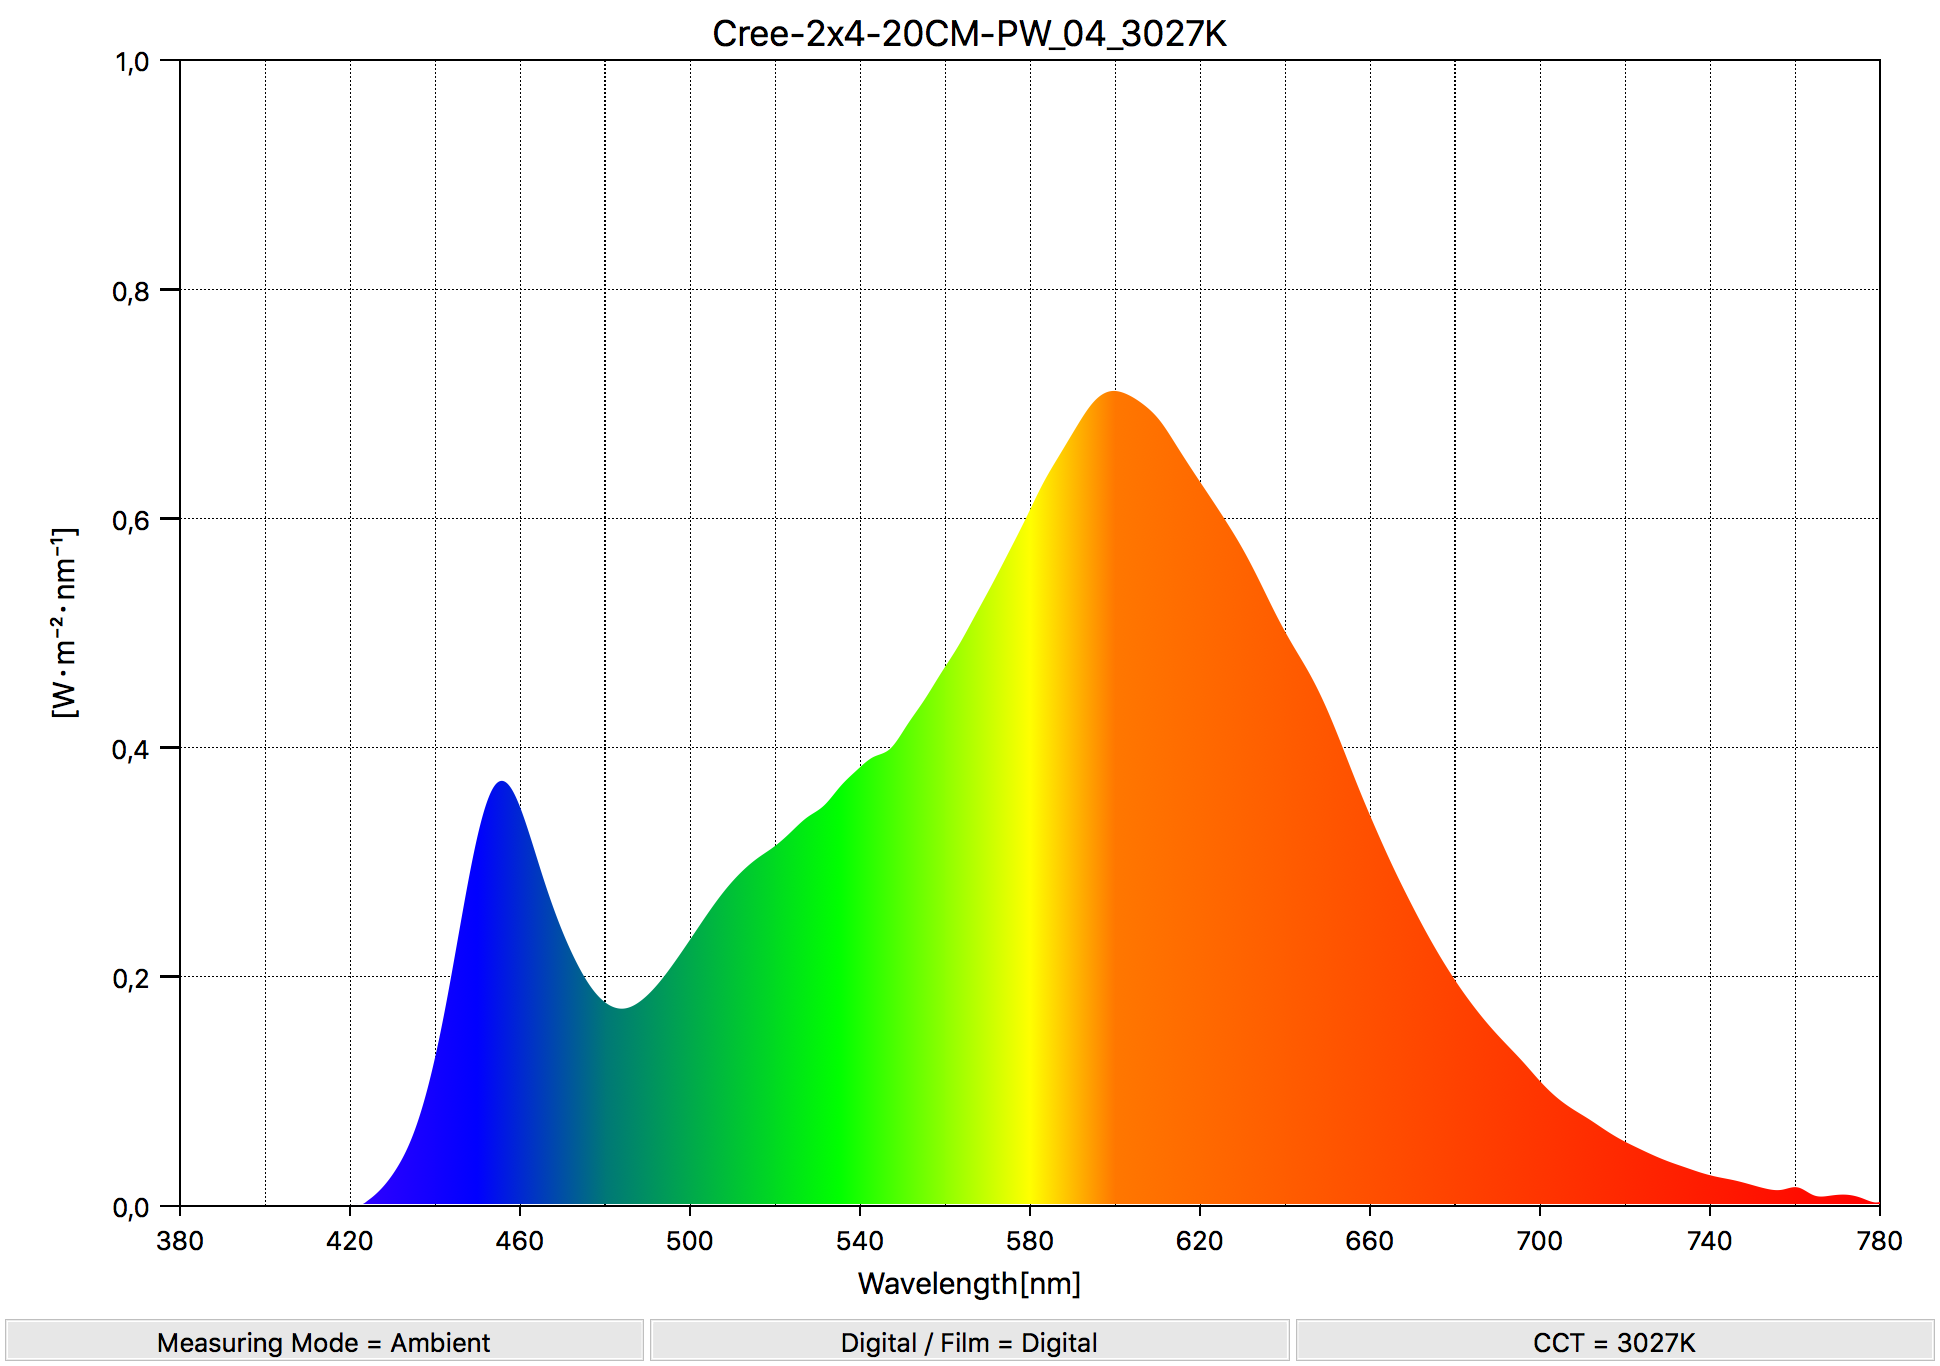 Cree-2x4-20CM-PW_04_3027K
1,0
0,8
0,6
0,4
0,2
0,0
[W·m⁻²·nm⁻¹]
380 420 460 500 540 580 620 660 700 740 780
Wavelength[nm]
Measuring Mode = Ambient
Digital / Film = Digital
CCT = 3027K